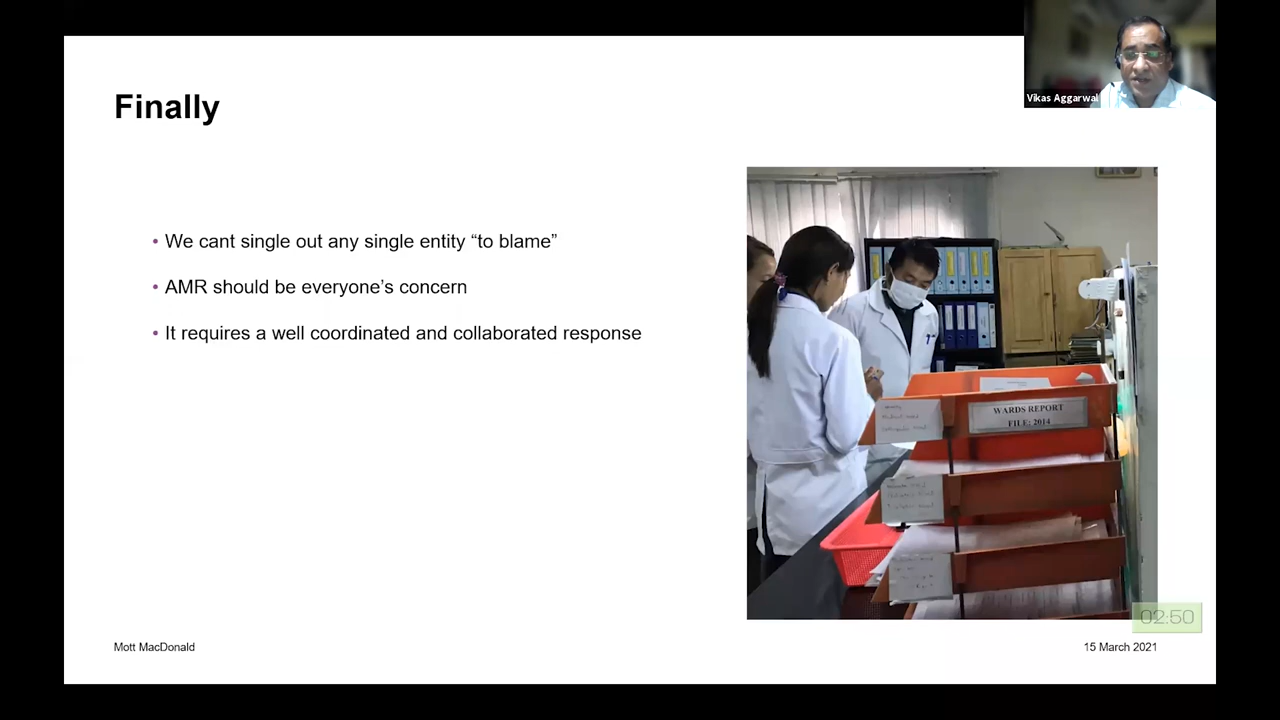 Vikas Aggarwal
Finally
• We cant single out any single entity “to blame”
• AMR should be everyone’s concern
• It requires a well coordinated and collaborated response
WARDS REPORT
FILE: 2014
02:50
Mott MacDonald
15 March 2021